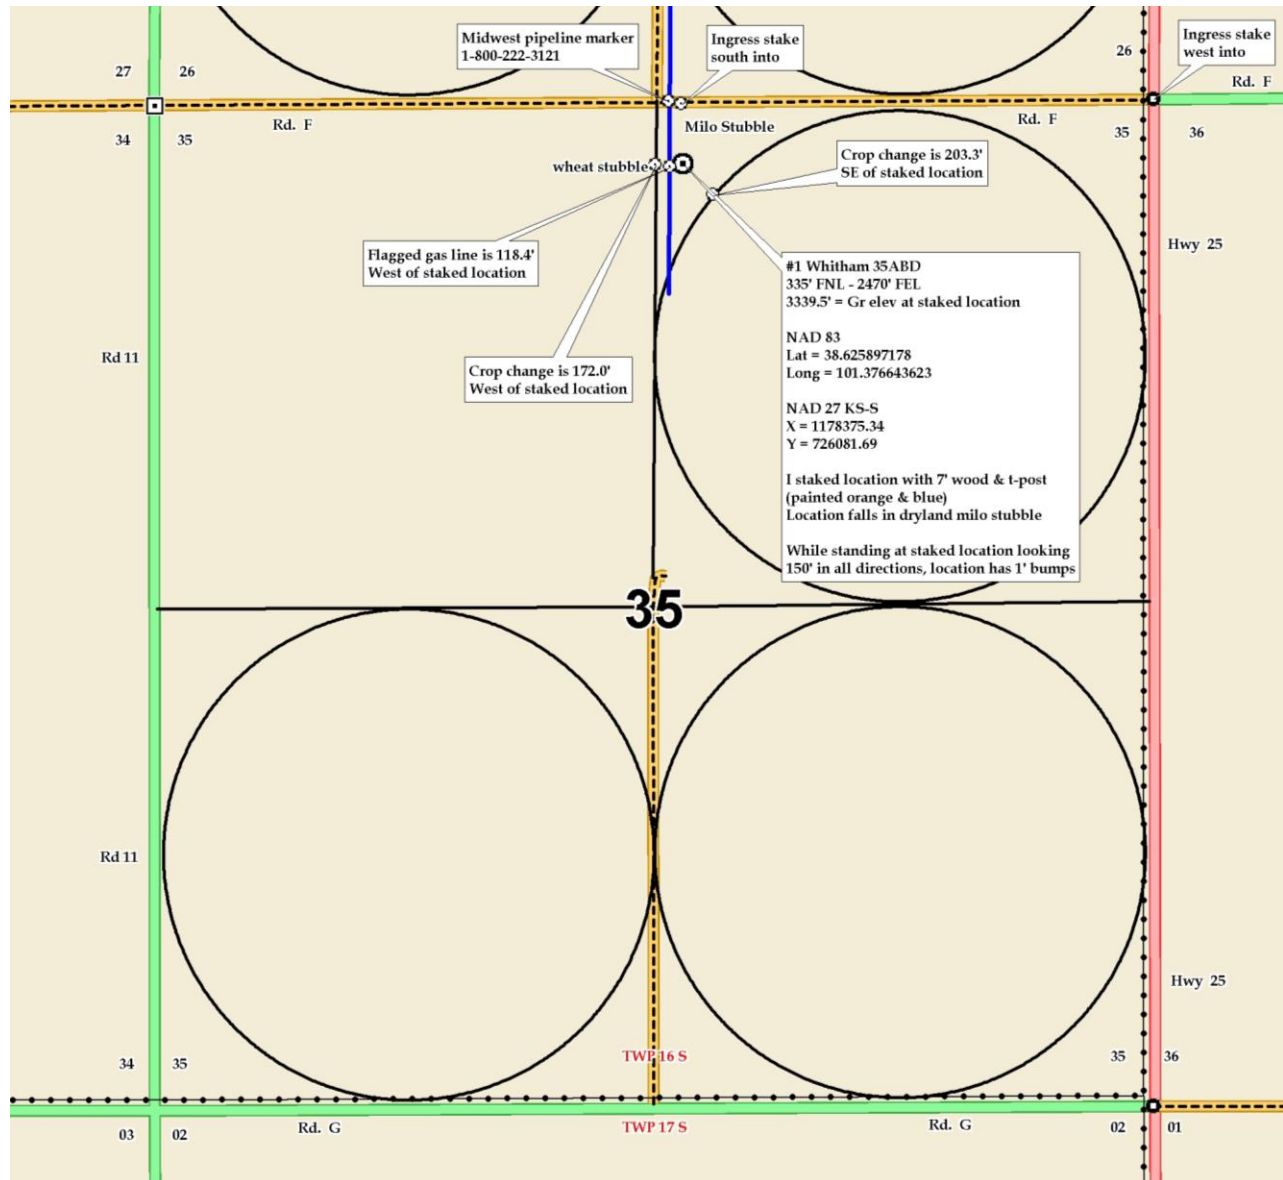 Midwest pipeline marker
1-800-222-3121
Ingress stake
south into
Ingress stake
west into
27
26
26
Rd. F
Rd. F
Rd. F
34
35
Milo Stubble
35
36
wheat stubble
Crop change is 203.3'
SE of staked location
Flagged gas line is 118.4'
West of staked location
Hwy 25
#1 Whitham 35ABD
335' FNL - 2470' FEL
3339.5' = Gr elev at staked location
NAD 83
Lat = 38.625897178
Long = 101.376643623
NAD 27 KS-S
X = 1178375.34
Y = 726081.69
I staked location with 7' wood & t-post
(painted orange & blue)
Location falls in dryland milo stubble
While standing at staked location looking
150' in all directions, location has 1' bumps
Rd 11
Crop change is 172.0'
West of staked location
35
Rd 11
Hwy 25
34
35
TWP 16 S
35
36
03
02
Rd. G
TWP 17 S
Rd. G
02
01